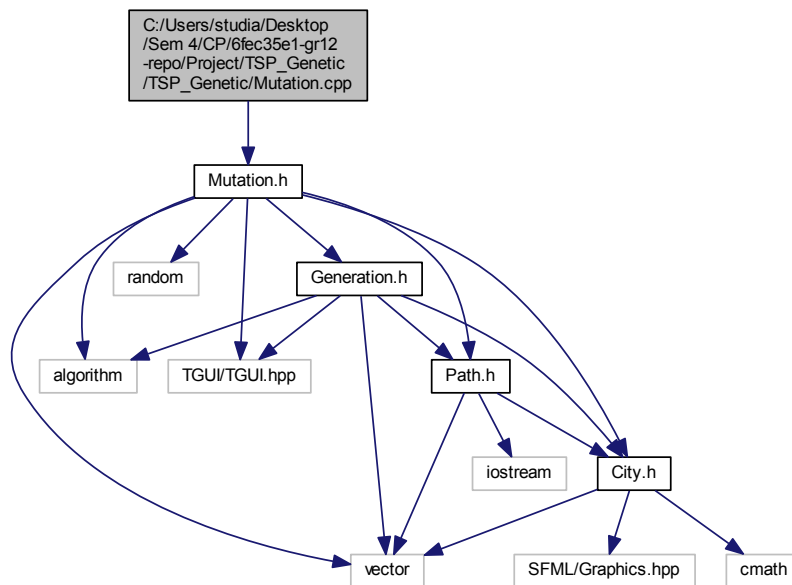 C:/Users/studia/Desktop
/Sem 4/CP/6fec35e1-gr12
-repo/Project/TSP_Genetic
/TSP_Genetic/Mutation.cpp
Mutation.h
random
Generation.h
algorithm
TGUI/TGUI.hpp
Path.h
iostream
City.h
vector
SFML/Graphics.hpp
cmath